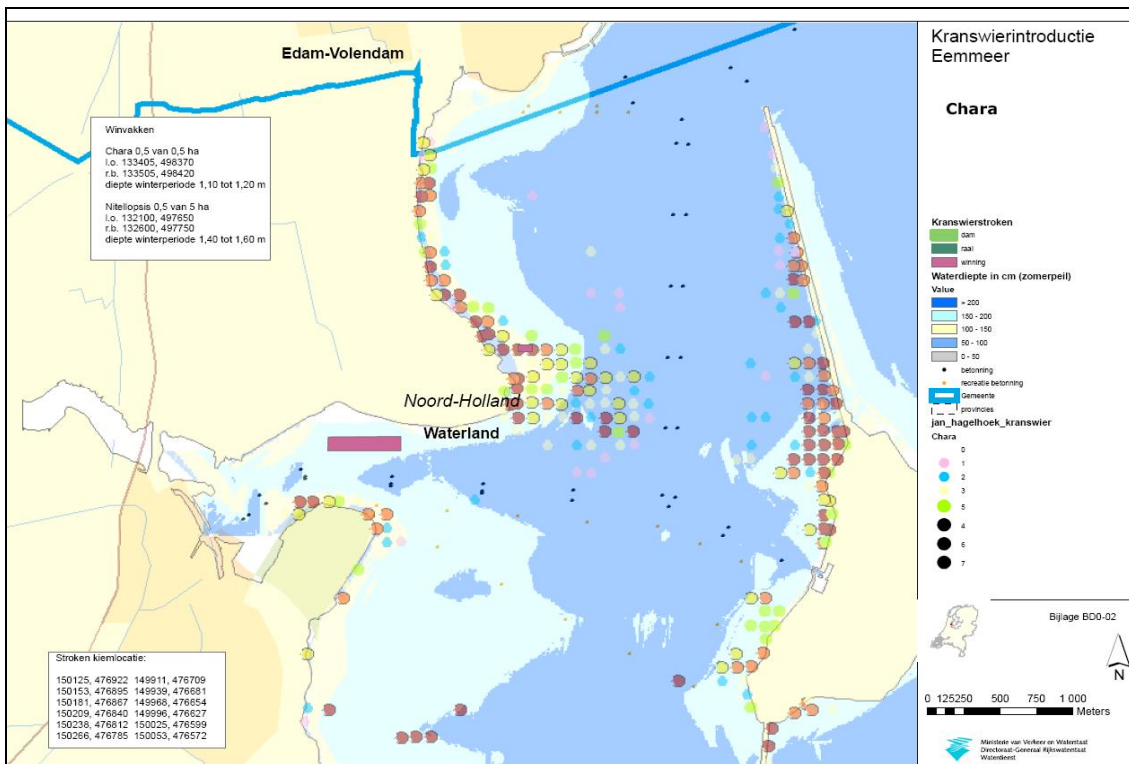 Edam-Volendam
Winvakken
Chara 0,5 van 0,5 ha
l.o. 133405, 498370
r.b. 133505, 498420
diepte winterperiode 1,10 tot 1,20 m
Nitellopsis 0,5 van 5 ha
l.o. 132100, 497650
r.b. 132600, 497750
diepte winterperiode 1,40 to 1,60 m
Noord-Holland
Waterland
Stroken kiemlocatie:
150125, 476922 149911, 476709
150153, 476895 149939, 476681
150181, 476867 149968, 476654
150209, 476840 149996, 476627
150238, 476812 150025, 476599
150266, 476785 150053, 476572
Kranswierintroductie
Eemmeer
Chara
Kranswierstroken
dam
raai
winning
Waterdiepte in cm (zomerpeil)
Value
> 200
150 - 200
100 - 150
50 - 100
0 - 50
betonning
recreatie betonning
Gemeente
provincies
jan_hagelhoek_kranswier
Chara
0
1
2
3
5
4
6
7
Bijlage BD0-02
N
0 125250 500 750 1 000
Meters
Ministerie van Verkeer en Waterstaat
Directoraat-Generaal Rijkswaterstaat
Waterdienst